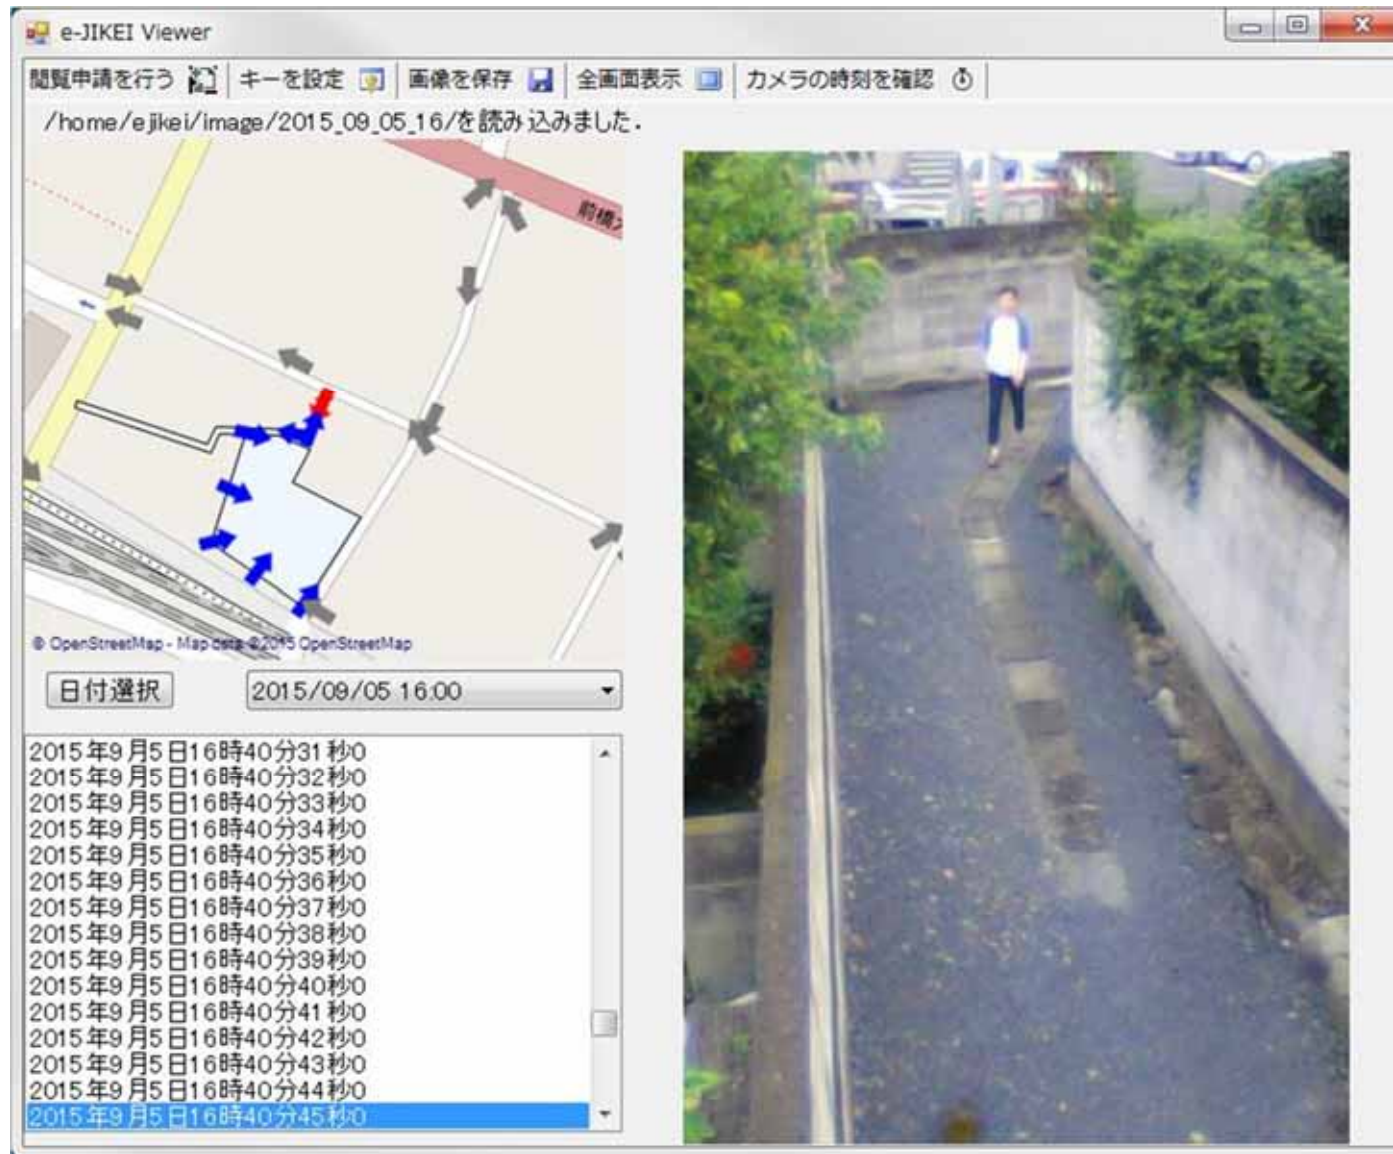 e-JIKEI Viewer
閲覧申請を行う キーを設定 画像を保存 全画面表示 カメラの時刻を確認
/home/ejikei/image/2015_09_05_16/を読み込みました.
前橋
© OpenStreetMap - Map data ©2015 OpenStreetMap
日付選択 2015/09/05 16:00
2015年9月5日16時40分31秒0
2015年9月5日16時40分32秒0
2015年9月5日16時40分33秒0
2015年9月5日16時40分34秒0
2015年9月5日16時40分35秒0
2015年9月5日16時40分36秒0
2015年9月5日16時40分37秒0
2015年9月5日16時40分38秒0
2015年9月5日16時40分39秒0
2015年9月5日16時40分40秒0
2015年9月5日16時40分41秒0
2015年9月5日16時40分42秒0
2015年9月5日16時40分43秒0
2015年9月5日16時40分44秒0
2015年9月5日16時40分45秒0